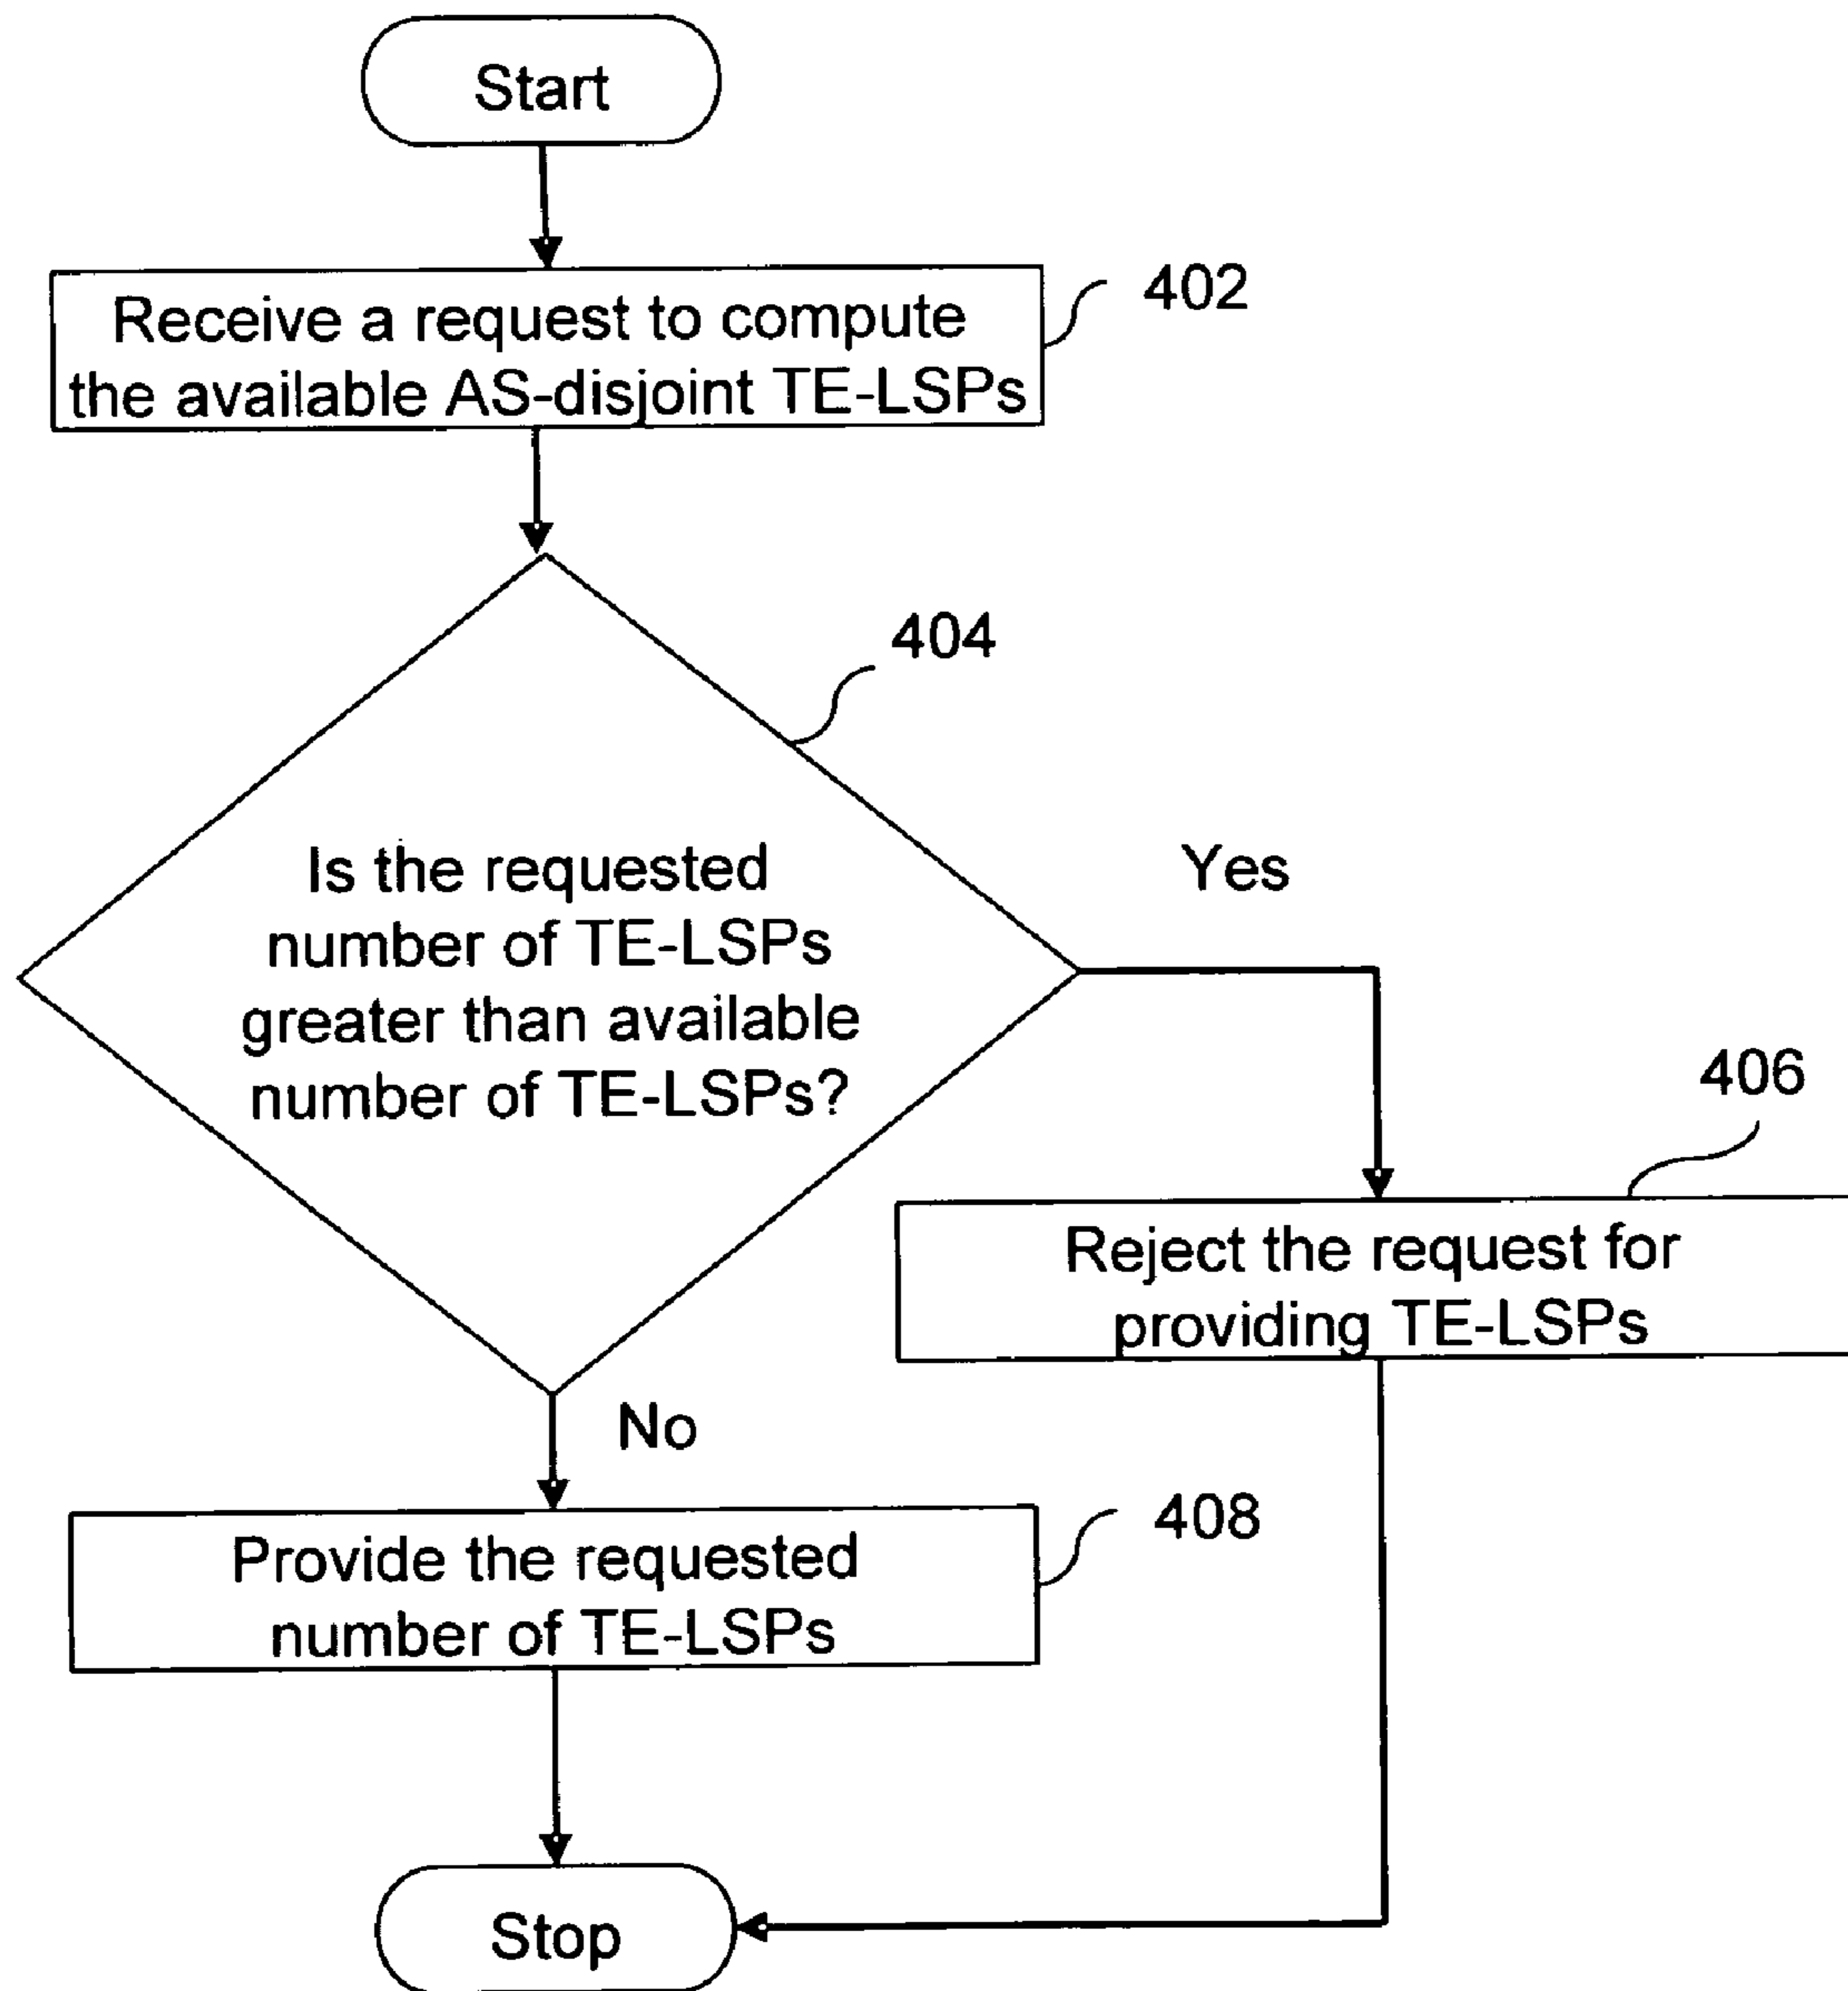 Start
Receive a request to compute
the available AS-disjoint TE-LSPs
402
404
Is the requested
number of TE-LSPs
greater than available
number of TE-LSPs?
Yes
406
Reject the request for
providing TE-LSPs
No
408
Provide the requested
number of TE-LSPs
Stop